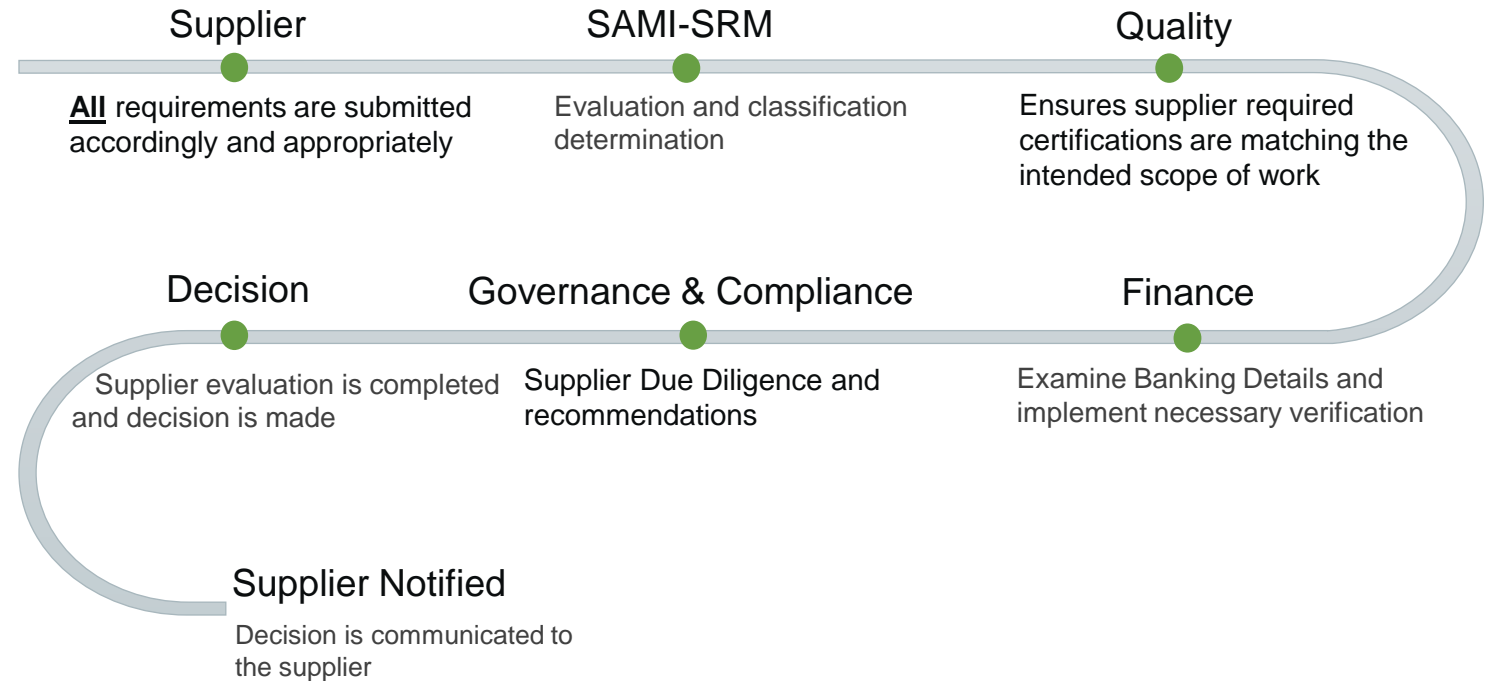 Supplier
All requirements are submitted
accordingly and appropriately
SAMI-SRM
Evaluation and classification
determination
Quality
Ensures supplier required
certifications are matching the
intended scope of work
Finance
Examine Banking Details and
implement necessary verification
Governance & Compliance
Supplier Due Diligence and
recommendations
Decision
Supplier evaluation is completed
and decision is made
Supplier Notified
Decision is communicated to
the supplier